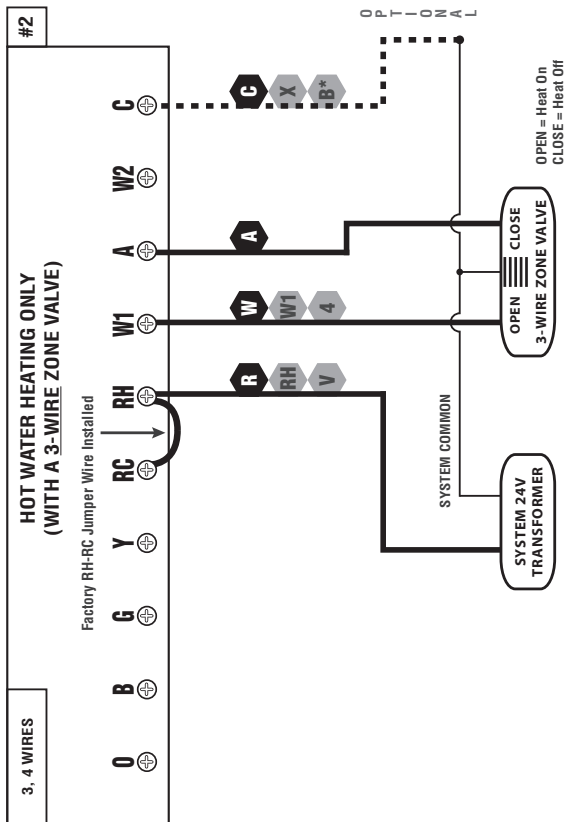 3, 4 WIRES
#2
HOT WATER HEATING ONLY
(WITH A 3-WIRE ZONE VALVE)
Factory RH-RC Jumper Wire Installed
O B G Y RC RH W1 A W2 C
R W A C
RH W1 X
V 4 B*
SYSTEM COMMON
OPTIONAL
SYSTEM 24V
TRANSFORMER
OPEN CLOSE
3-WIRE ZONE VALVE
OPEN = Heat On
CLOSE = Heat Off